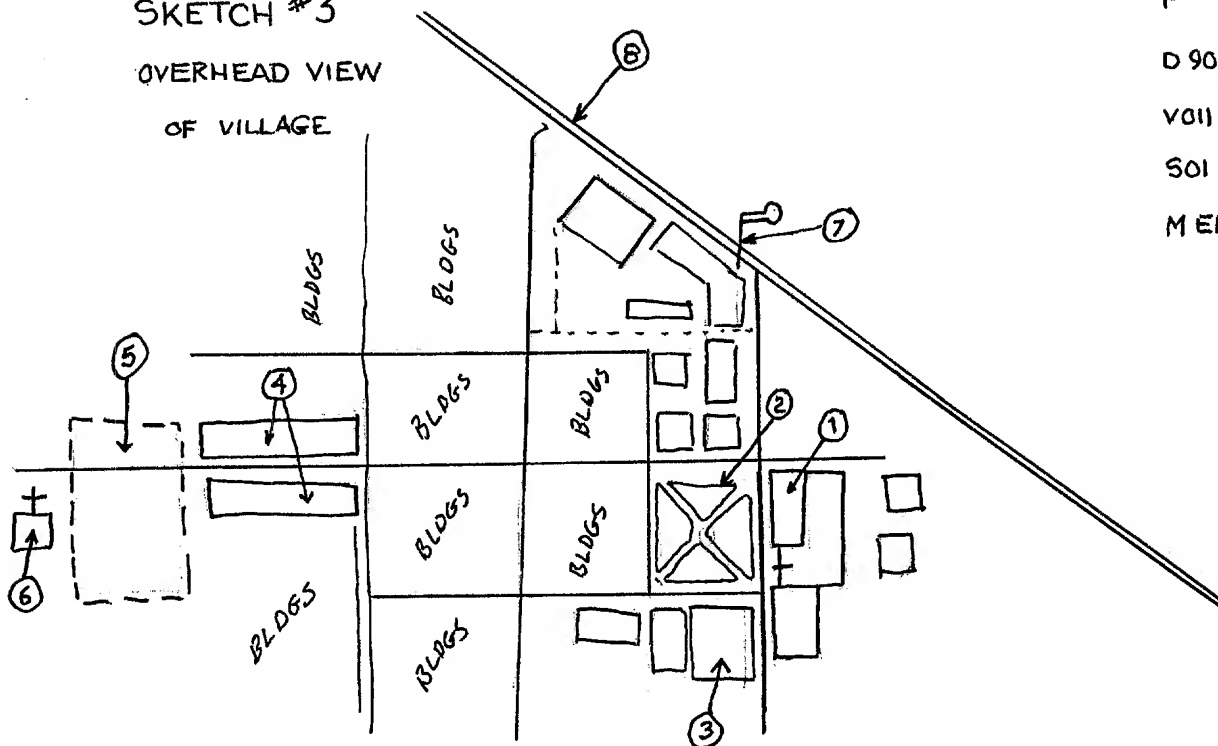 SKETCH #3
OVERHEAD VIEW
OF VILLAGE
D 90
V011
S01
8
7
BLDGS
BLDGS
5
4
BLDGS
BLDGS
2
1
BLDGS
BLDGS
6
BLDGS
BLDGS
3